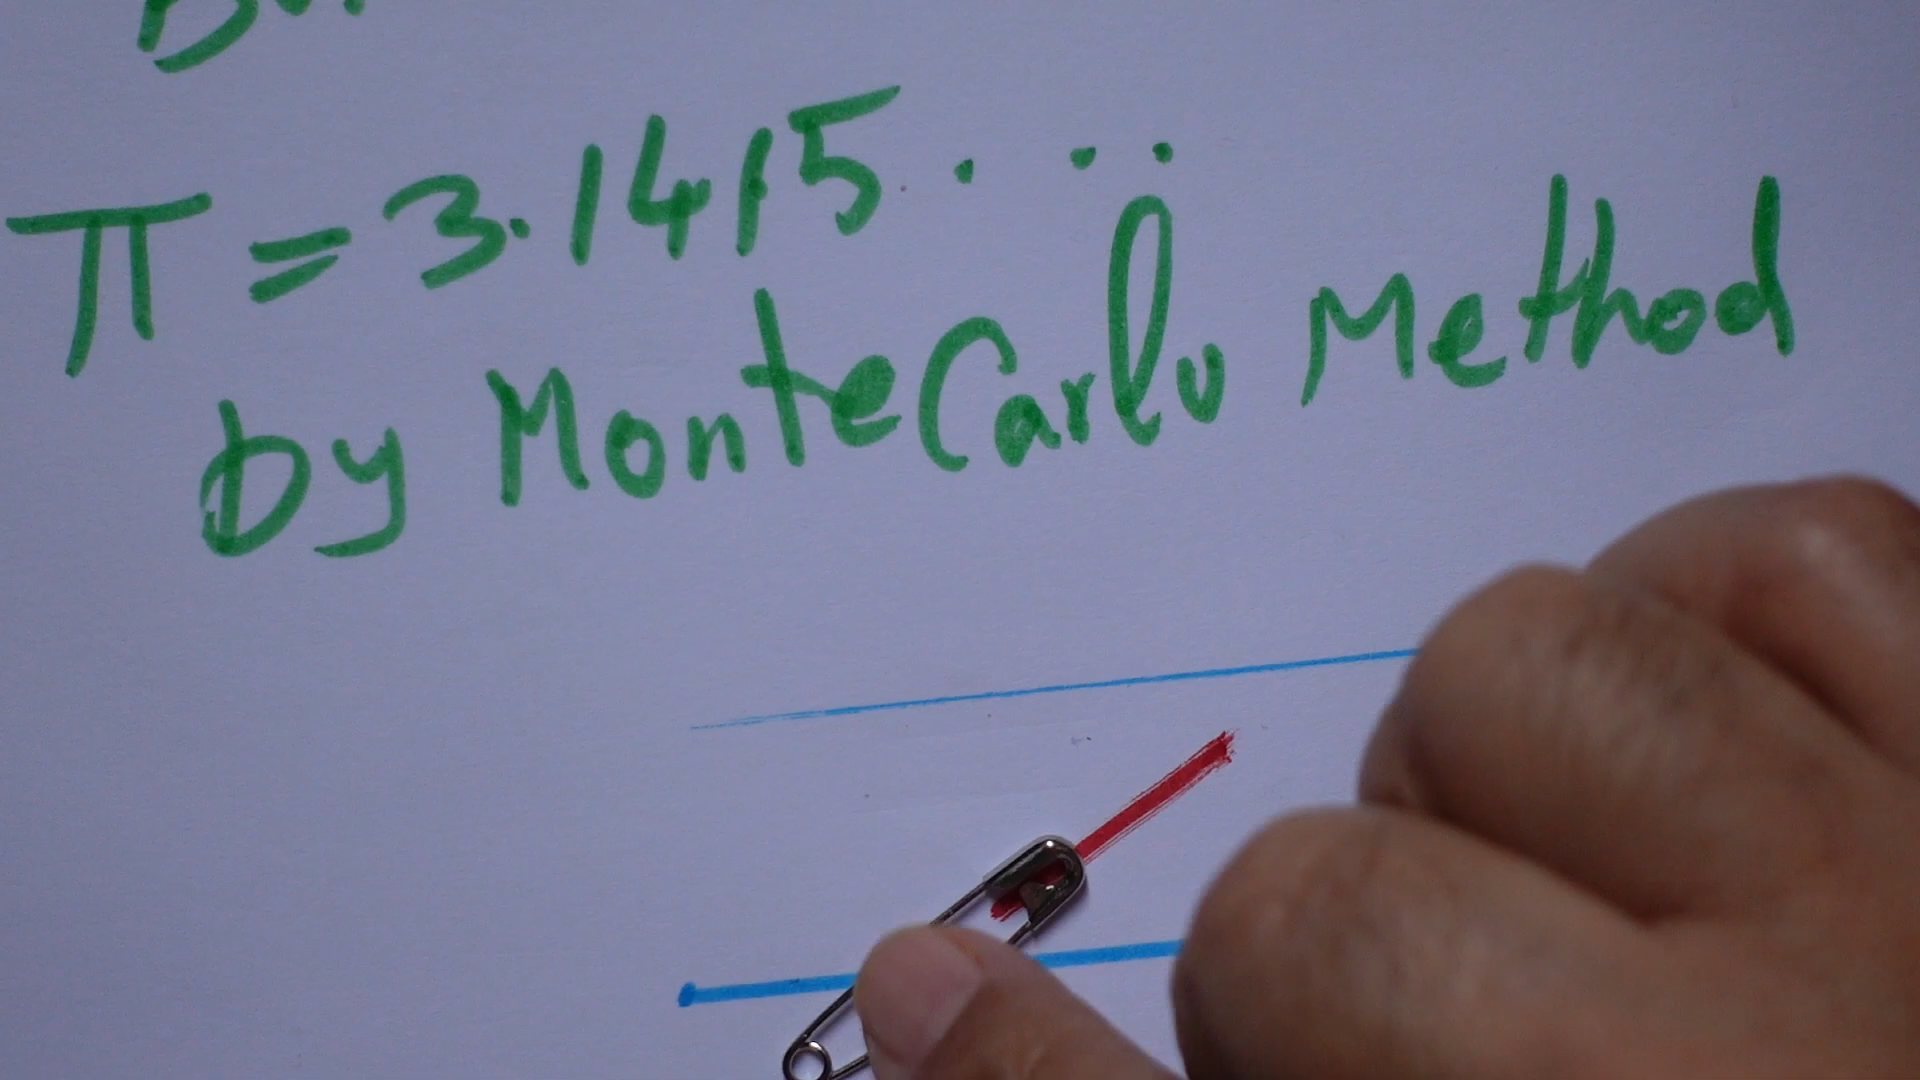 π = 3.1415...
by MonteCarlo Method